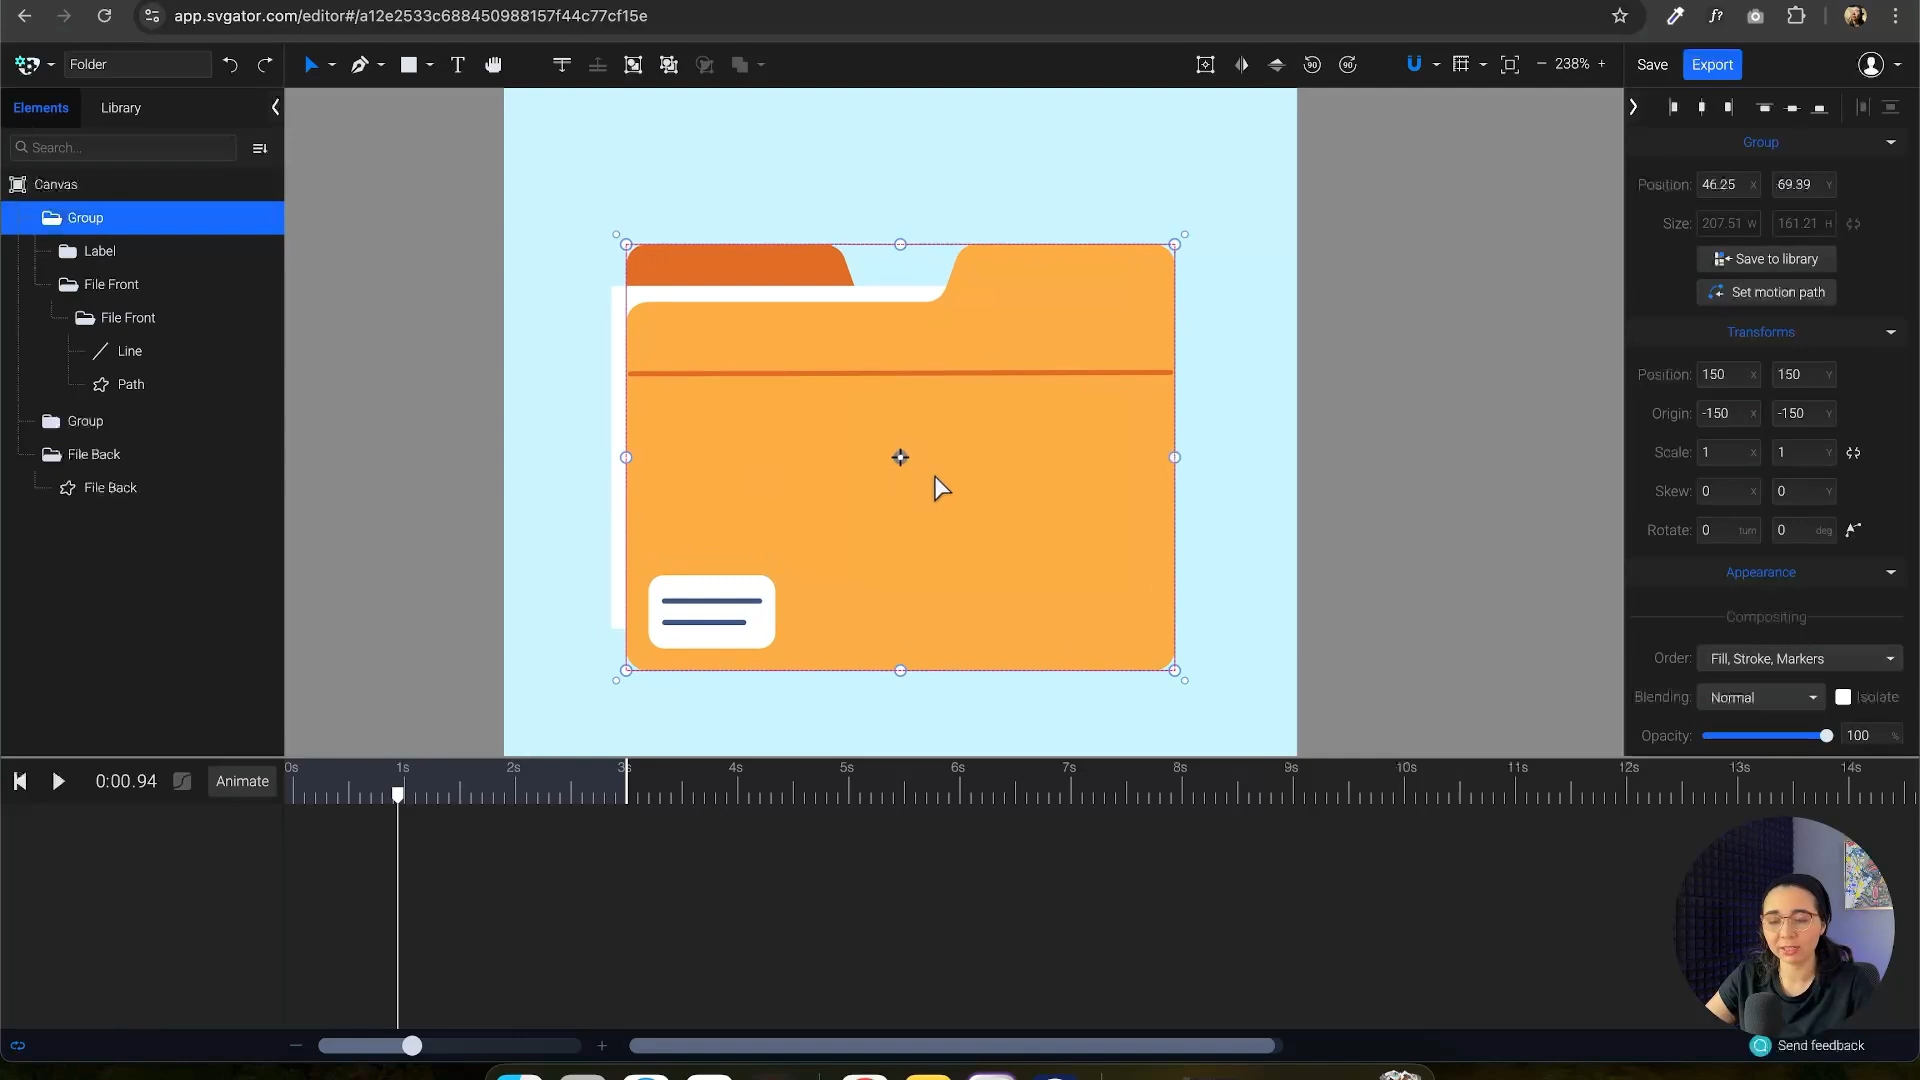 app.svgator.com/editor#/a12e2533c688450988157f44c77cf15e
Folder
T
90
90
238%
Save
Export
Elements
Library
Search...
Canvas
Group
Label
File Front
File Front
Line
Path
Group
File Back
File Back
Group
Position: 46.25 X 69.39 Y
Size: 207.51 W 161.21 H
Save to library
Set motion path
Transforms
Position: 150 X 150 Y
Origin: -150 X -150 Y
Scale: 1 X 1 Y
Skew: 0 X 0 Y
Rotate: 0 turn 0 deg
Appearance
Compositing
Order: Fill, Stroke, Markers
Blending: Normal Isolate
Opacity: 100 %
0:00.94
Animate
0s 1s 2s 3s 4s 5s 6s 7s 8s 9s 10s 11s 12s 13s 14s
Send feedback